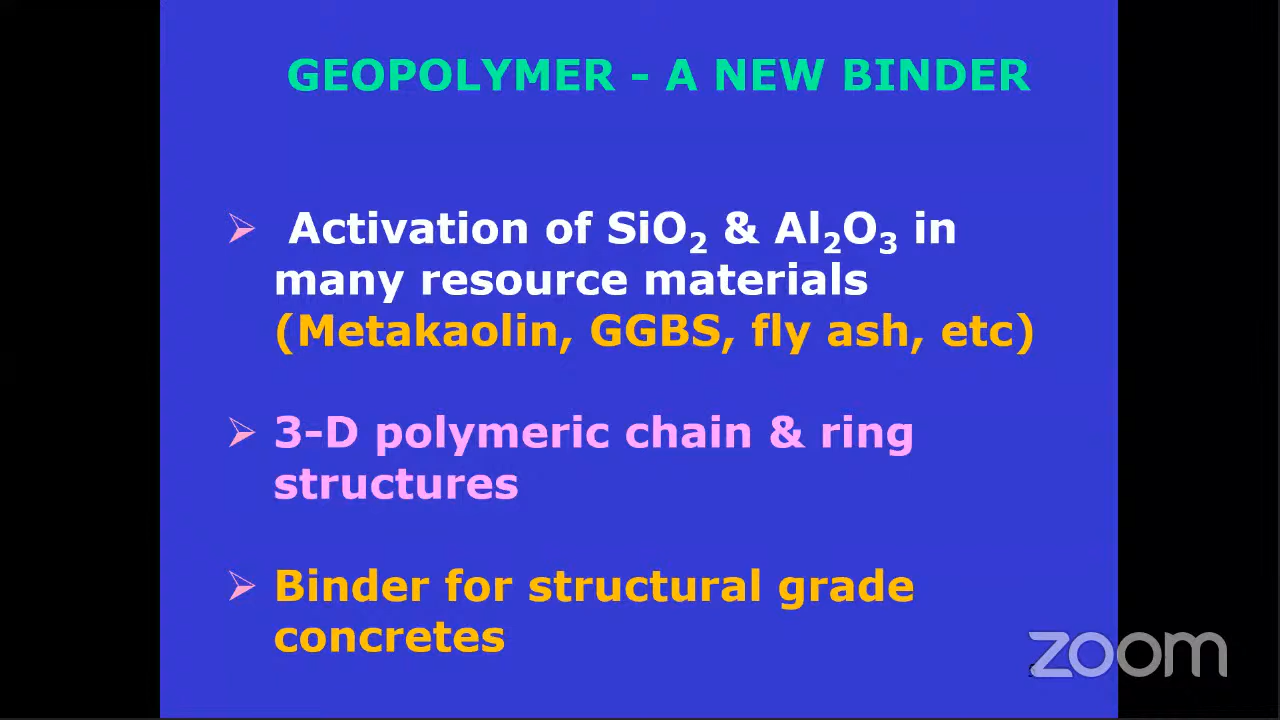 GEOPOLYMER - A NEW BINDER
Activation of SiO₂ & Al₂O₃ in
many resource materials
(Metakaolin, GGBS, fly ash, etc)
3-D polymeric chain & ring
structures
Binder for structural grade
concretes
zoom